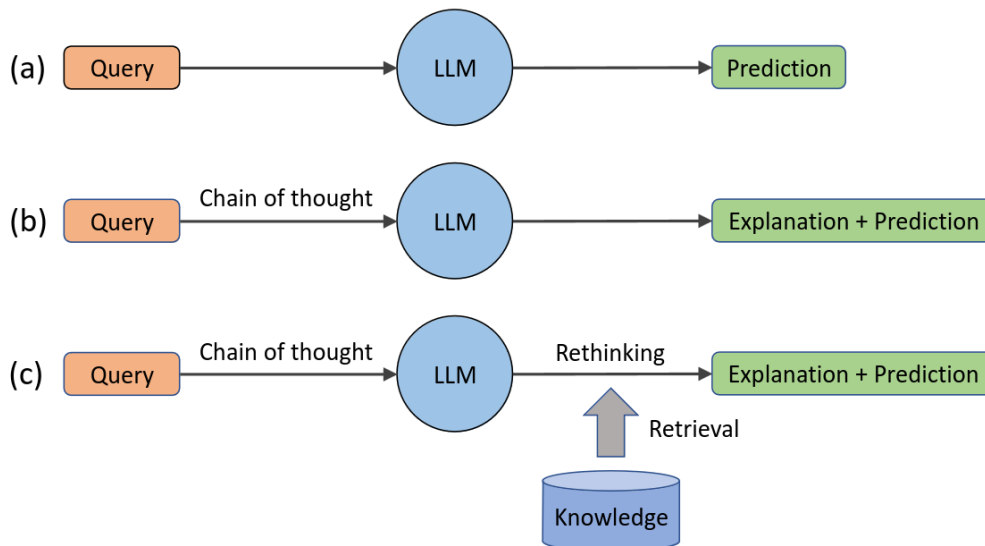 (a) Query LLM Prediction
Chain of thought
(b) Query LLM Explanation + Prediction
Chain of thought Rethinking
(c) Query LLM Explanation + Prediction
Retrieval
Knowledge